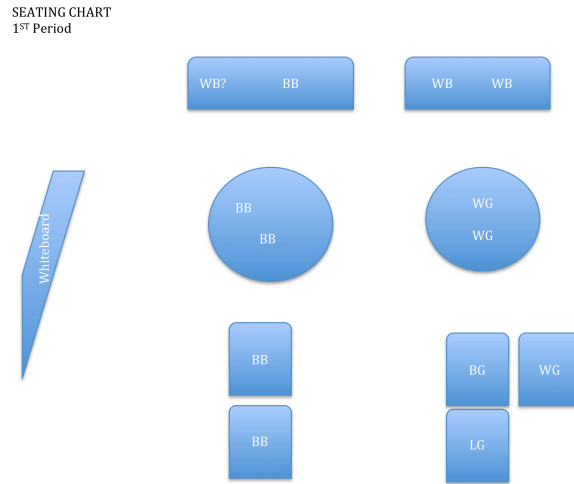 SEATING CHART
1ST Period
WB? BB
WB WB
Whiteboard
BB
BB
WG
WG
BB
BG
WG
BB
LG